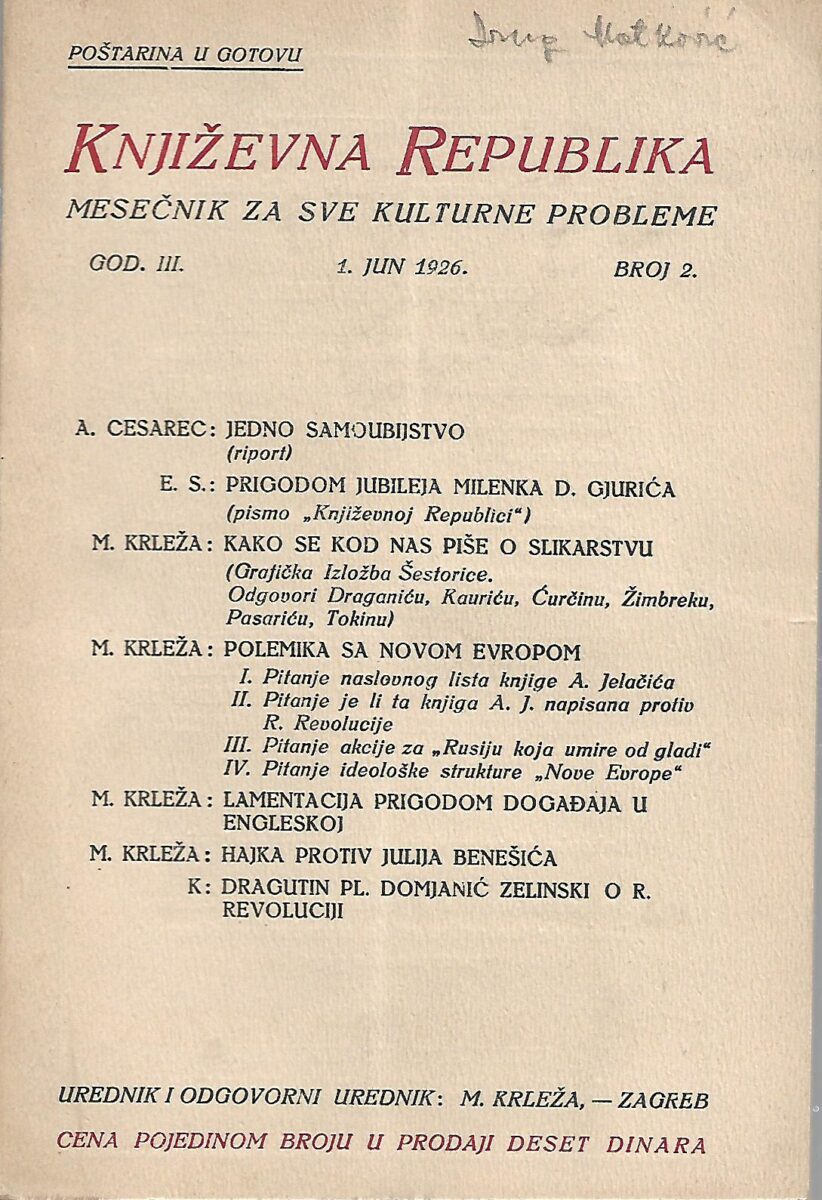 Drug Matković
POŠTARINA U GOTOVU
KNJIŽEVNA REPUBLIKA
MESEČNIK ZA SVE KULTURNE PROBLEME
GOD. III. 1. JUN 1926. BROJ 2.
A. CESAREC: JEDNO SAMOUBIJSTVO
(riport)
E. S.: PRIGODOM JUBILEJA MILENKA D. GJURIĆA
(pismo „Književnoj Republici“)
M. KRLEŽA: KAKO SE KOD NAS PIŠE O SLIKARSTVU
(Grafička Izložba Šestorice.
Odgovori Draganiću, Kauriću, Ćurčinu, Žimbreku,
Pasariću, Tokinu)
M. KRLEŽA: POLEMIKA SA NOVOM EVROPOM
I. Pitanje naslovnog lista knjige A. Jelačića
II. Pitanje je li ta knjiga A. J. napisana protiv
R. Revolucije
III. Pitanje akcije za „Rusiju koja umire od gladi“
IV. Pitanje ideološke strukture „Nove Evrope“
M. KRLEŽA: LAMENTACIJA PRIGODOM DOGAĐAJA U
ENGLESKOJ
M. KRLEŽA: HAJKA PROTIV JULIJA BENEŠIĆA
K: DRAGUTIN PL. DOMJANIĆ ZELINSKI O R.
REVOLUCIJI
UREDNIK I ODGOVORNI UREDNIK: M. KRLEŽA, — ZAGREB
CENA POJEDINOM BROJU U PRODAJI DESET DINARA